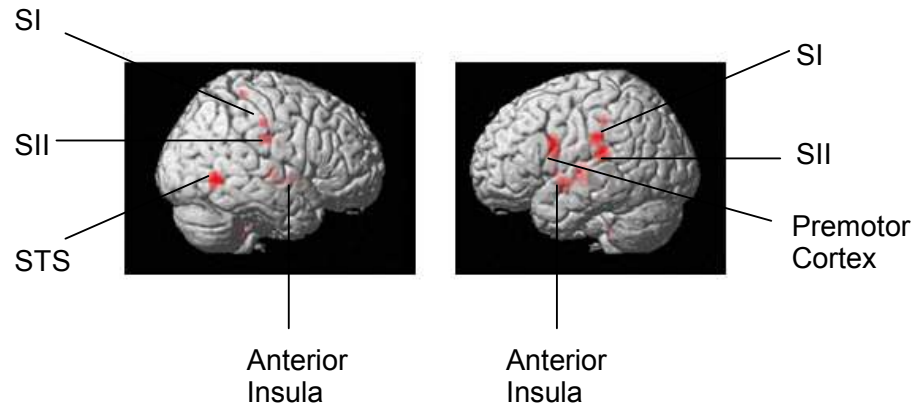 SI
SII
STS
Anterior
Insula
SI
SII
Premotor
Cortex
Anterior
Insula